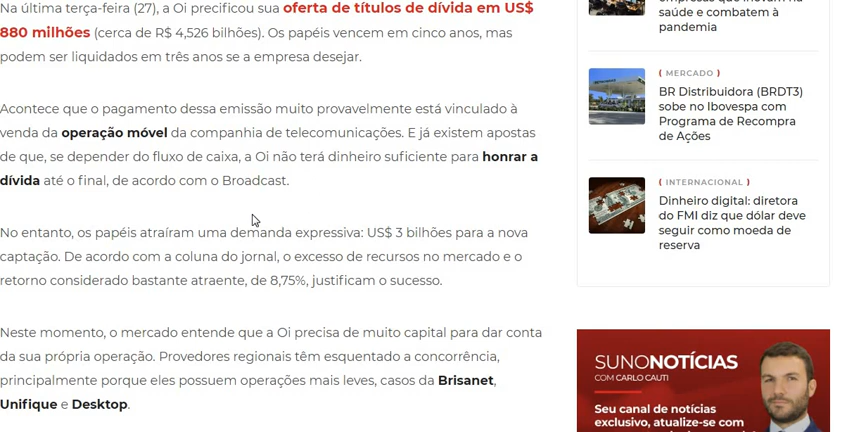 Na última terça-feira (27), a Oi precificou sua oferta de títulos de dívida em US$
880 milhões (cerca de R$ 4,526 bilhões). Os papéis vencem em cinco anos, mas
podem ser liquidados em três anos se a empresa desejar.
Acontece que o pagamento dessa emissão muito provavelmente está vinculado à
venda da operação móvel da companhia de telecomunicações. E já existem apostas
de que, se depender do fluxo de caixa, a Oi não terá dinheiro suficiente para honrar a
dívida até o final, de acordo com o Broadcast.
No entanto, os papéis atraíram uma demanda expressiva: US$ 3 bilhões para a nova
captação. De acordo com a coluna do jornal, o excesso de recursos no mercado e o
retorno considerado bastante atraente, de 8,75%, justificam o sucesso.
Neste momento, o mercado entende que a Oi precisa de muito capital para dar conta
da sua própria operação. Provedores regionais têm esquentado a concorrência,
principalmente porque eles possuem operações mais leves, casos da Brisanet,
Unifique e Desktop.
empresas que inovam na
saúde e combatem à
pandemia
( MERCADO )
BR Distribuidora (BRDT3)
sobe no Ibovespa com
Programa de Recompra
de Ações
( INTERNACIONAL )
Dinheiro digital: diretora
do FMI diz que dólar deve
seguir como moeda de
reserva
SUNONOTÍCIAS
COM CARLO CAUTI
Seu canal de notícias
exclusivo, atualize-se com